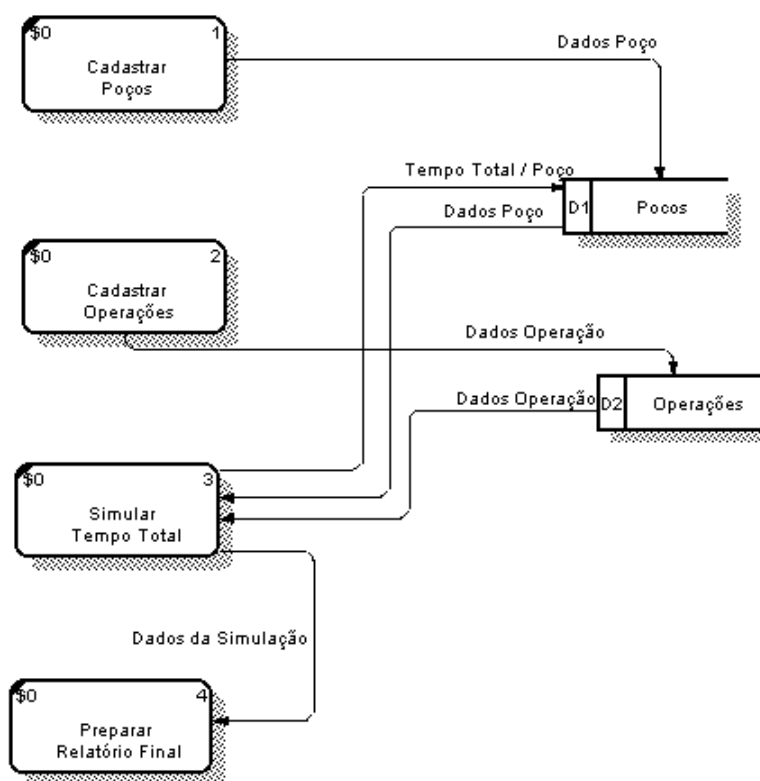 $0 1
Cadastrar
Poços
Dados Poço
Tempo Total / Poço
Dados Poço
D1 Pocos
$0 2
Cadastrar
Operações
Dados Operação
Dados Operação
D2 Operações
$0 3
Simular
Tempo Total
Dados da Simulação
$0 4
Preparar
Relatório Final